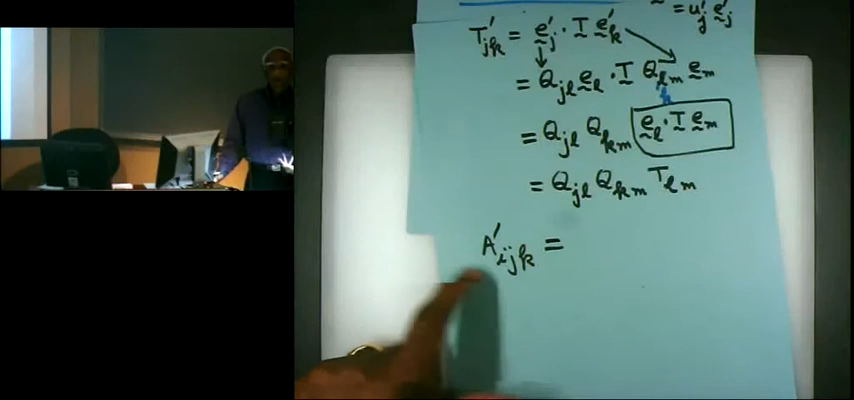 = u'_j e'_j
T'_jk = e'_j · T e'_k
= Q_jl e_l · T Q_km e_m
= Q_jl Q_km e_l · T e_m
= Q_jl Q_km T_lm
A'_ijk =